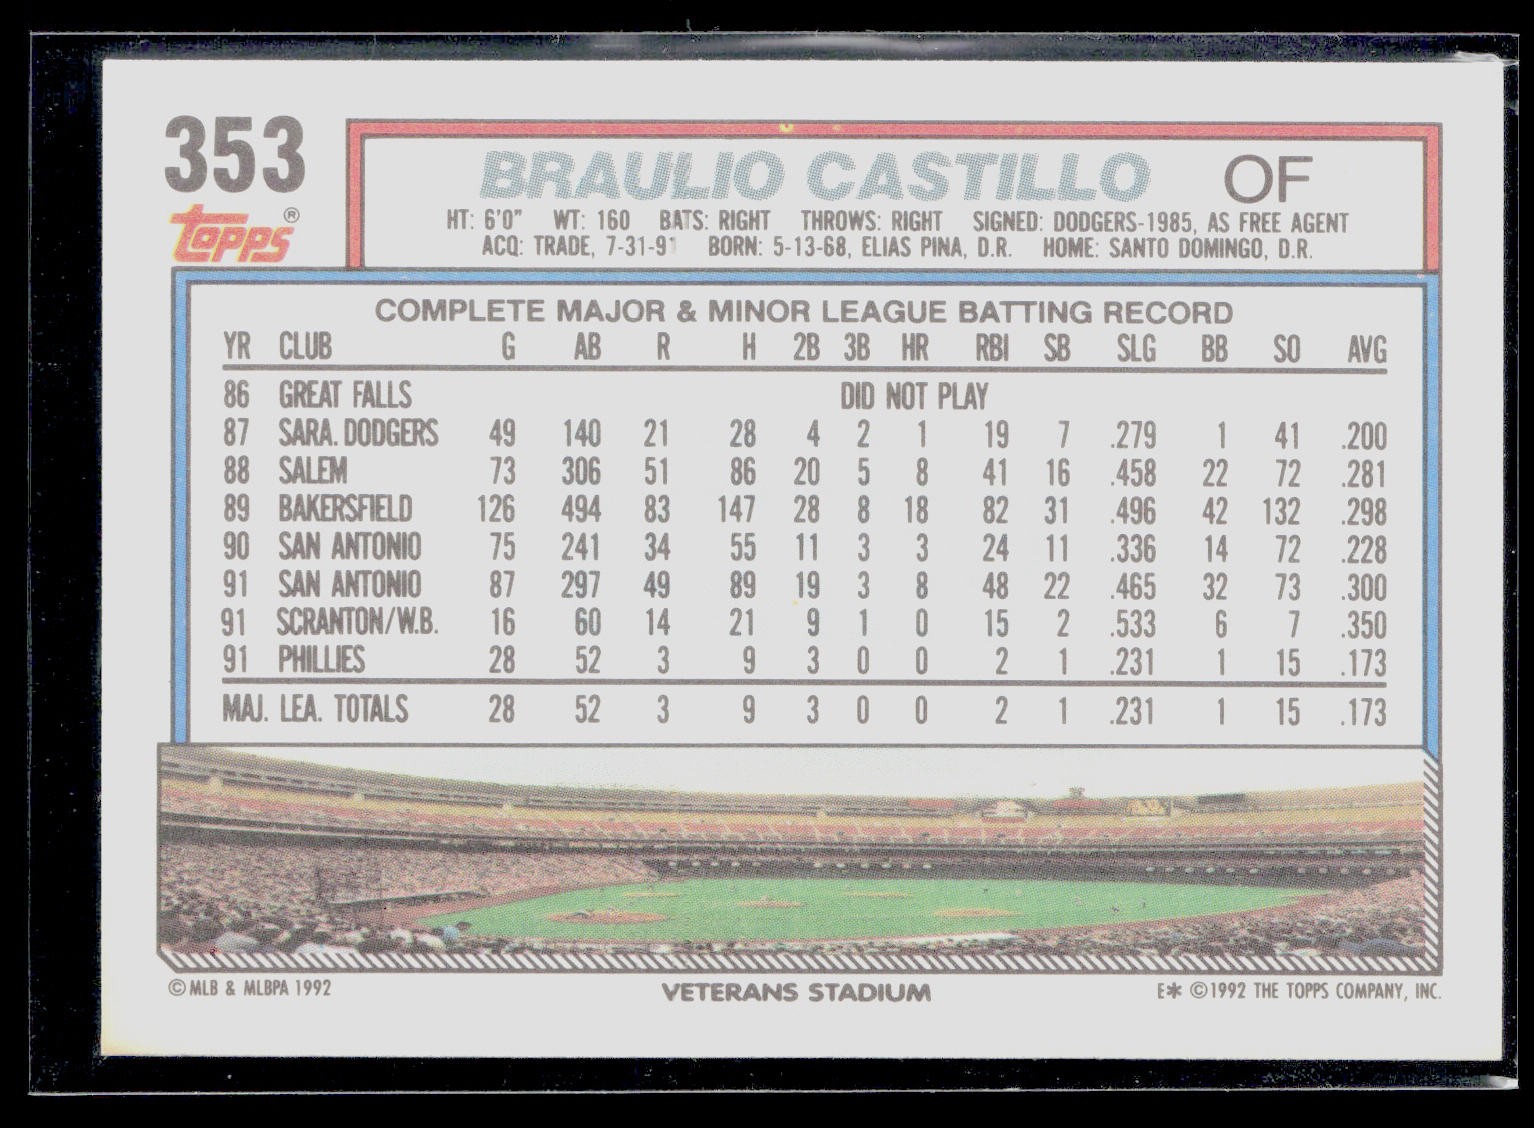 353
Topps®
BRAULIO CASTILLO OF
HT: 6'0" WT: 160 BATS: RIGHT THROWS: RIGHT SIGNED: DODGERS-1985, AS FREE AGENT
ACQ: TRADE, 7-31-91 BORN: 5-13-68, ELIAS PINA, D.R. HOME: SANTO DOMINGO, D.R.
COMPLETE MAJOR & MINOR LEAGUE BATTING RECORD
YR CLUB G AB R H 2B 3B HR RBI SB SLG BB SO AVG
86 GREAT FALLS DID NOT PLAY
87 SARA. DODGERS 49 140 21 28 4 2 1 19 7 .279 1 41 .200
88 SALEM 73 306 51 86 20 5 8 41 16 .458 22 72 .281
89 BAKERSFIELD 126 494 83 147 28 8 18 82 31 .496 42 132 .298
90 SAN ANTONIO 75 241 34 55 11 3 3 24 11 .336 14 72 .228
91 SAN ANTONIO 87 297 49 89 19 3 8 48 22 .465 32 73 .300
91 SCRANTON/W.B. 16 60 14 21 9 1 0 15 2 .533 6 7 .350
91 PHILLIES 28 52 3 9 3 0 0 2 1 .231 1 15 .173
MAJ. LEA. TOTALS 28 52 3 9 3 0 0 2 1 .231 1 15 .173
© MLB & MLBPA 1992 VETERANS STADIUM E✱ ©1992 THE TOPPS COMPANY, INC.